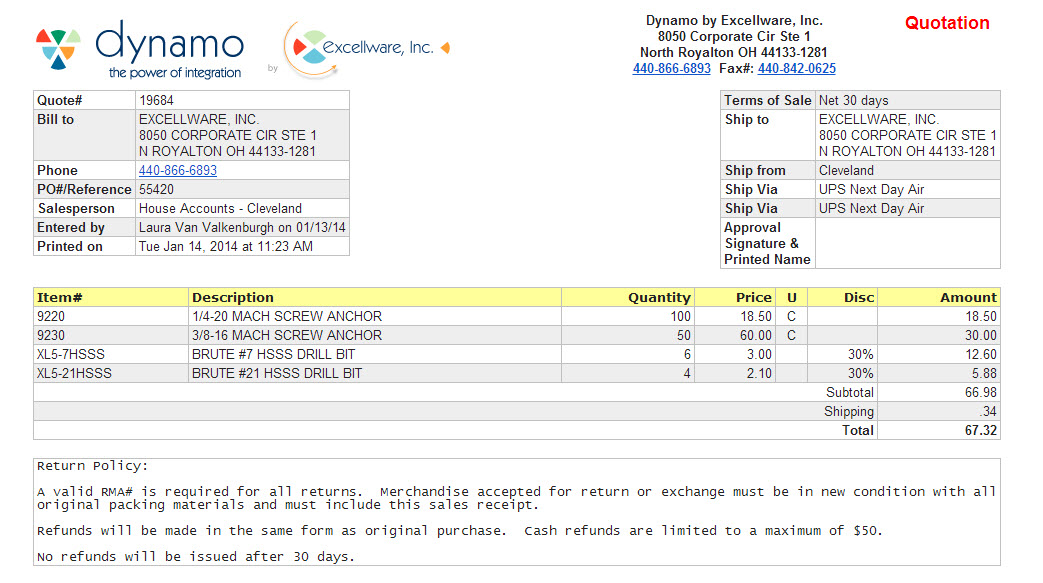 dynamo
the power of integration
by
excellware, Inc.
Dynamo by Excellware, Inc.
8050 Corporate Cir Ste 1
North Royalton OH 44133-1281
440-866-6893 Fax#: 440-842-0625
Quotation
Quote# 19684
Bill to EXCELLWARE, INC.
8050 CORPORATE CIR STE 1
N ROYALTON OH 44133-1281
Phone 440-866-6893
PO#/Reference 55420
Salesperson House Accounts - Cleveland
Entered by Laura Van Valkenburgh on 01/13/14
Printed on Tue Jan 14, 2014 at 11:23 AM
Terms of Sale Net 30 days
Ship to EXCELLWARE, INC.
8050 CORPORATE CIR STE 1
N ROYALTON OH 44133-1281
Ship from Cleveland
Ship Via UPS Next Day Air
Ship Via UPS Next Day Air
Approval
Signature &
Printed Name
Item# Description Quantity Price U Disc Amount
9220 1/4-20 MACH SCREW ANCHOR 100 18.50 C 18.50
9230 3/8-16 MACH SCREW ANCHOR 50 60.00 C 30.00
XL5-7HSSS BRUTE #7 HSSS DRILL BIT 6 3.00 30% 12.60
XL5-21HSSS BRUTE #21 HSSS DRILL BIT 4 2.10 30% 5.88
Subtotal 66.98
Shipping .34
Total 67.32
Return Policy:
A valid RMA# is required for all returns. Merchandise accepted for return or exchange must be in new condition with all
original packing materials and must include this sales receipt.
Refunds will be made in the same form as original purchase. Cash refunds are limited to a maximum of $50.
No refunds will be issued after 30 days.